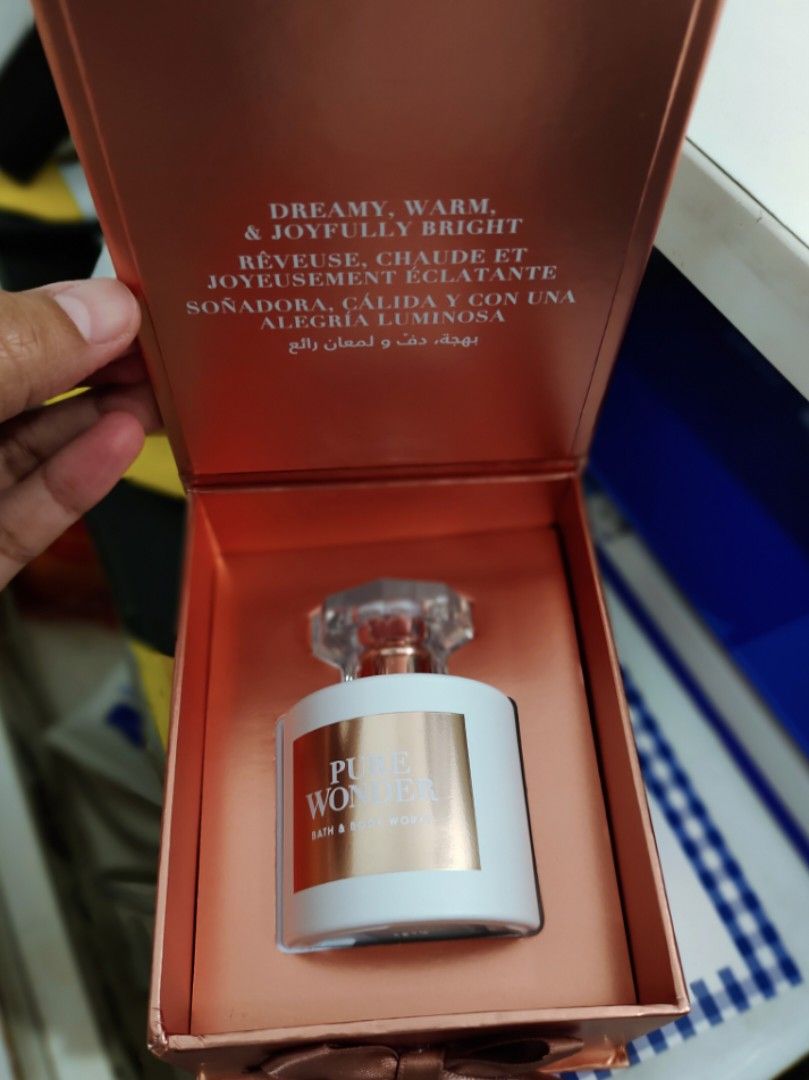 DREAMY, WARM,
& JOYFULLY BRIGHT
RÊVEUSE, CHAUDE ET
JOYEUSEMENT ÉCLATANTE
SOÑADORA, CÁLIDA Y CON UNA
ALEGRÍA LUMINOSA
بهجة، دفّ و لمعان رائع
PURE
WONDER
BATH & BODY WORKS